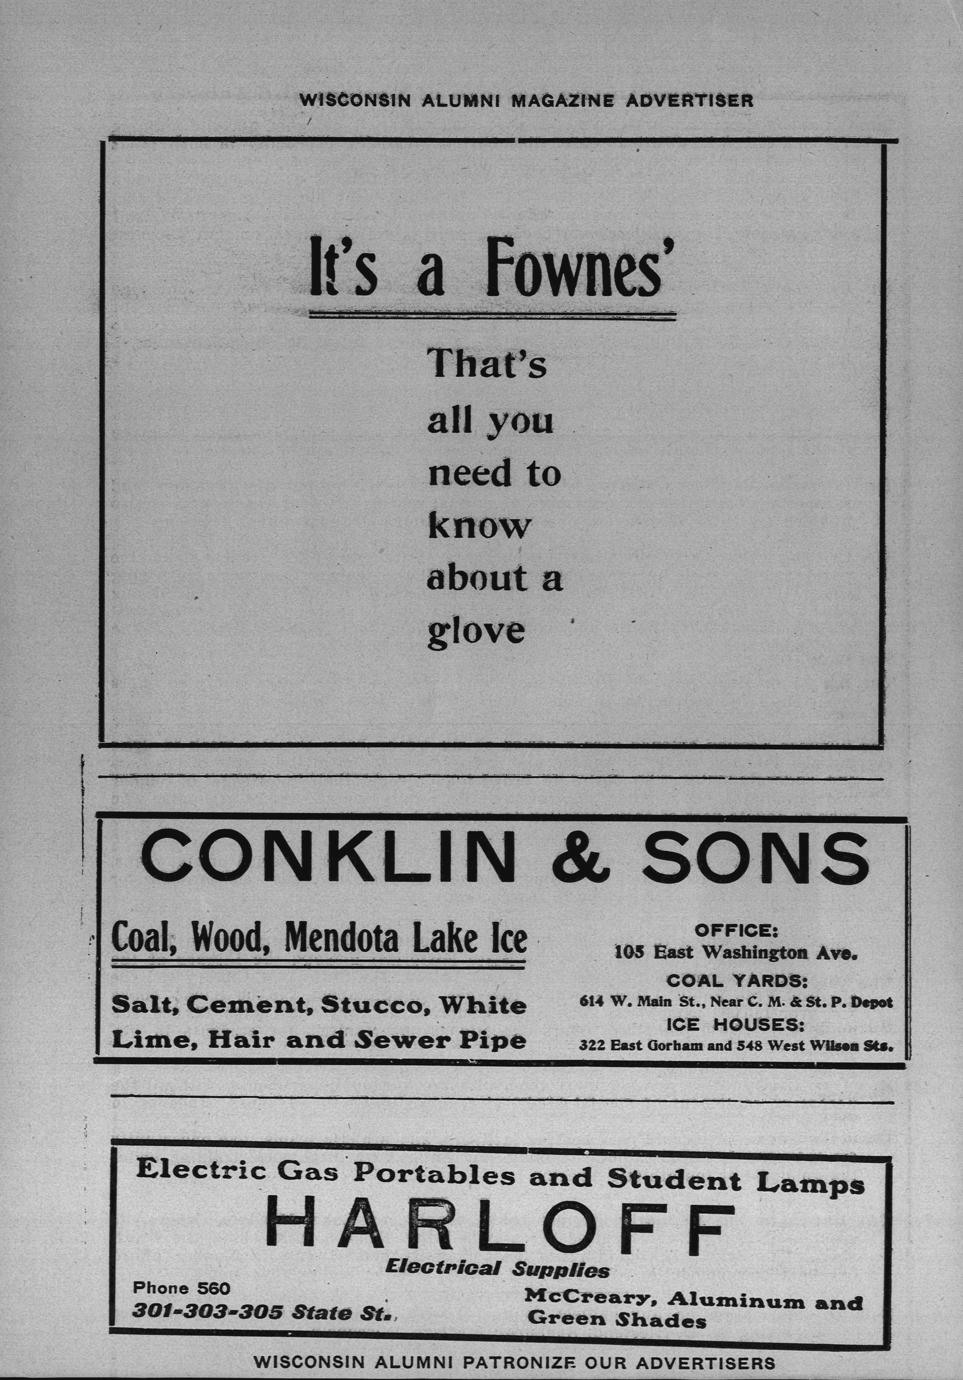 WISCONSIN ALUMNI MAGAZINE ADVERTISER
It's a Fownes'
That's
all you
need to
know
about a
glove
CONKLIN & SONS
Coal, Wood, Mendota Lake Ice
Salt, Cement, Stucco, White
Lime, Hair and Sewer Pipe
OFFICE:
105 East Washington Ave.
COAL YARDS:
614 W. Main St., Near C. M. & St. P. Depot
ICE HOUSES:
322 East Gorham and 548 West Wilson Sts.
Electric Gas Portables and Student Lamps
HARLOFF
Electrical Supplies
Phone 560
301-303-305 State St.,
McCreary, Aluminum and
Green Shades
WISCONSIN ALUMNI PATRONIZE OUR ADVERTISERS